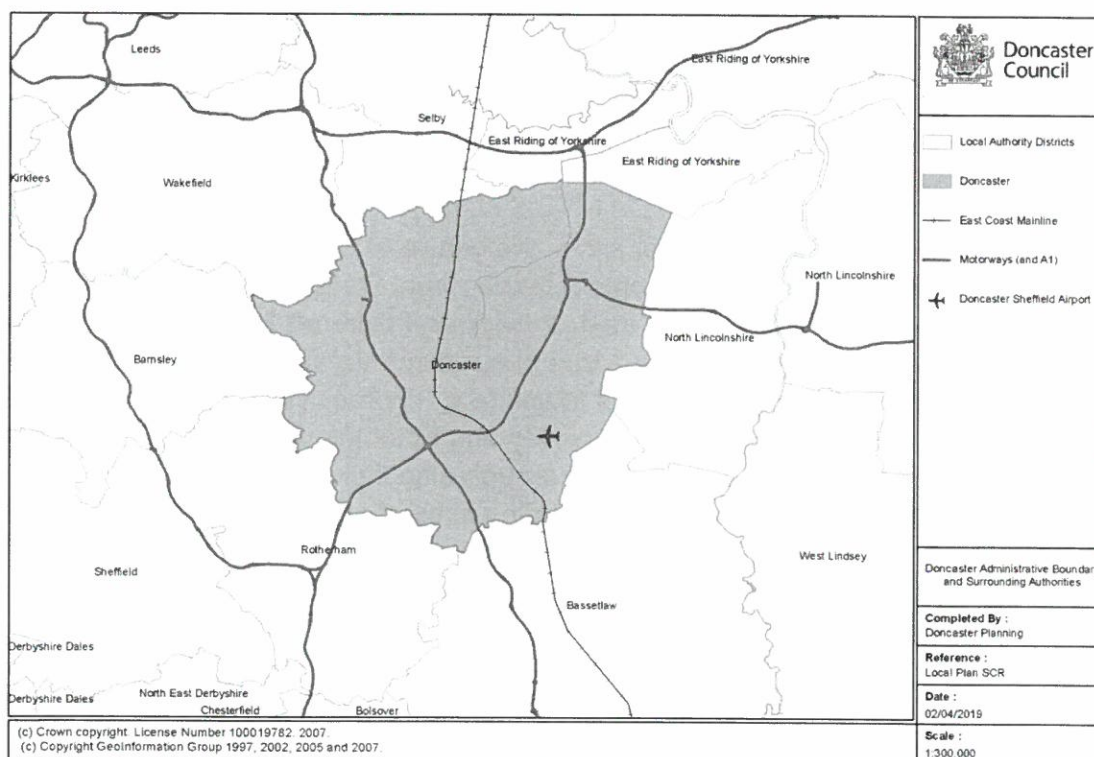 Leeds
East Riding of Yorkshire
Selby
East Riding of Yorkshire
East Riding of Yorkshire
Kirklees
Wakefield
North Lincolnshire
North Lincolnshire
Barnsley
Doncaster
Rotherham
Sheffield
West Lindsey
Bassetlaw
Derbyshire Dales
North East Derbyshire
Derbyshire Dales
Chesterfield
Bolsover
Doncaster
Council
Local Authority Districts
Doncaster
East Coast Mainline
Motorways (and A1)
Doncaster Sheffield Airport
Doncaster Administrative Boundar
and Surrounding Authorities
Completed By :
Doncaster Planning
Reference :
Local Plan SCR
Date :
02/04/2019
Scale :
1:300,000
(c) Crown copyright. License Number 100019782. 2007.
(c) Copyright GeoInformation Group 1997, 2002, 2005 and 2007.